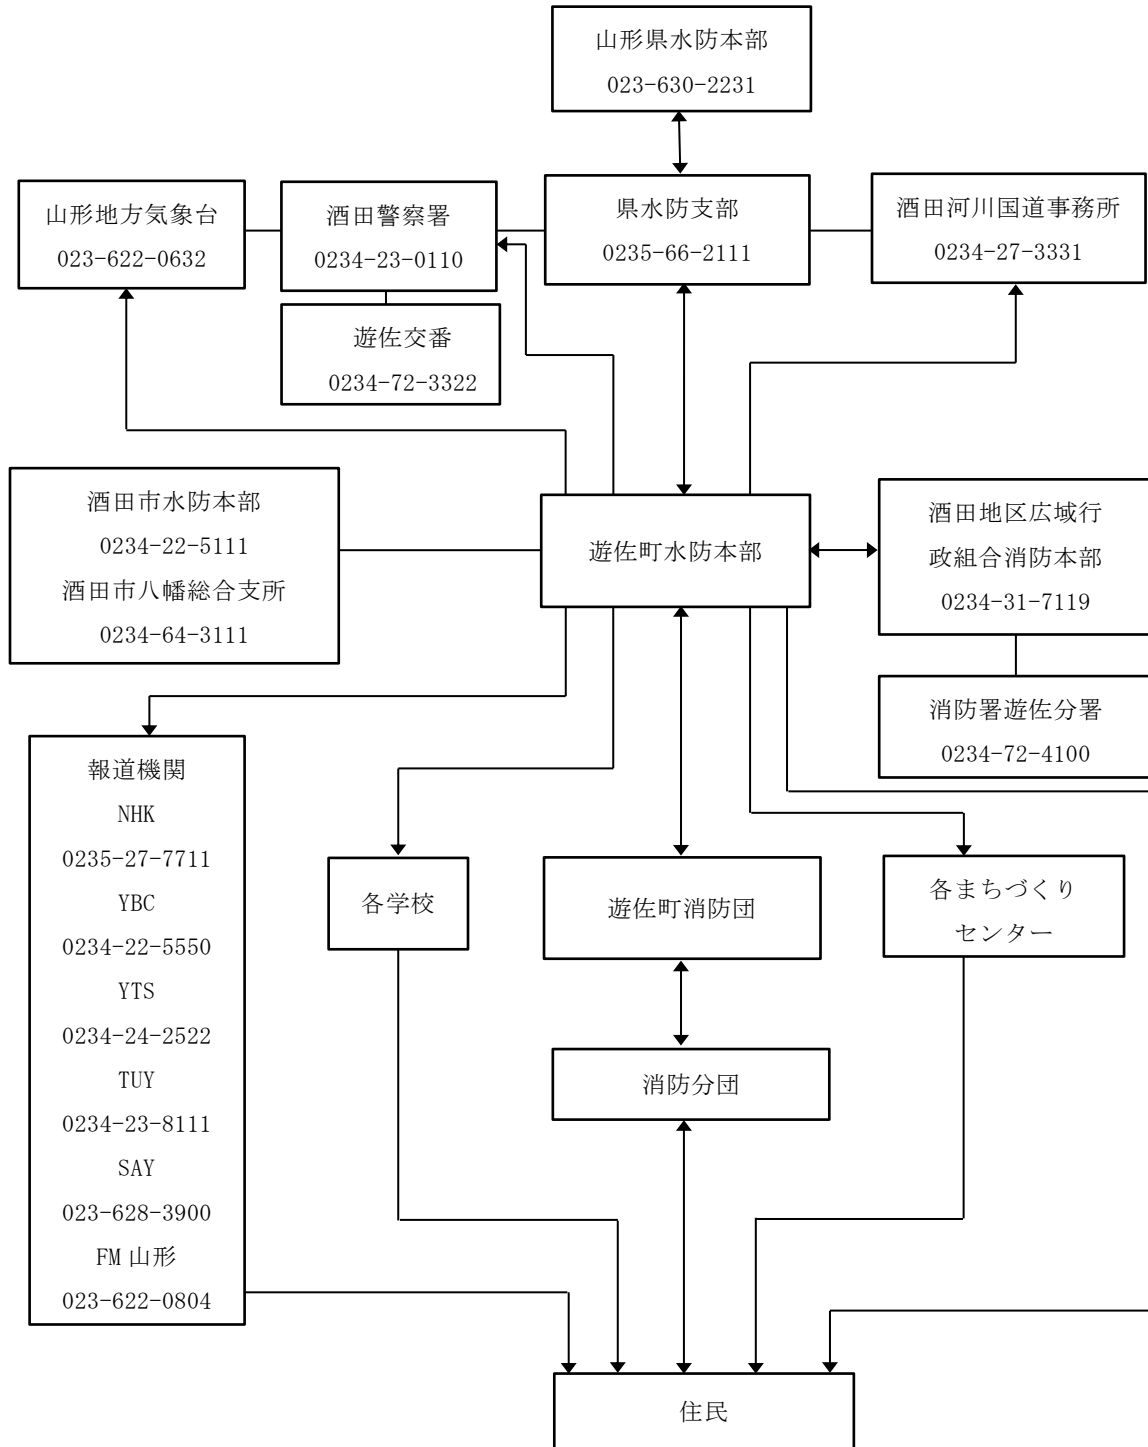 山形県水防本部
023-630-2231
山形地方気象台
023-622-0632
酒田警察署
0234-23-0110
県水防支部
0235-66-2111
酒田河川国道事務所
0234-27-3331
遊佐交番
0234-72-3322
酒田市水防本部
0234-22-5111
酒田市八幡総合支所
0234-64-3111
遊佐町水防本部
酒田地区広域行
政組合消防本部
0234-31-7119
消防署遊佐分署
0234-72-4100
報道機関
NHK
0235-27-7711
YBC
0234-22-5550
YTS
0234-24-2522
TUY
0234-23-8111
SAY
023-628-3900
FM 山形
023-622-0804
各学校
遊佐町消防団
各まちづくり
センター
消防分団
住民